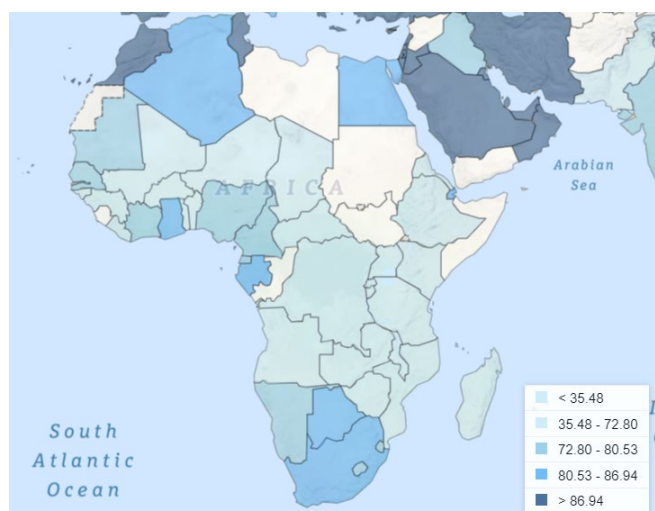 AFRICA
Arabian
Sea
South
Atlantic
Ocean
< 35.48
35.48 - 72.80
72.80 - 80.53
80.53 - 86.94
> 86.94